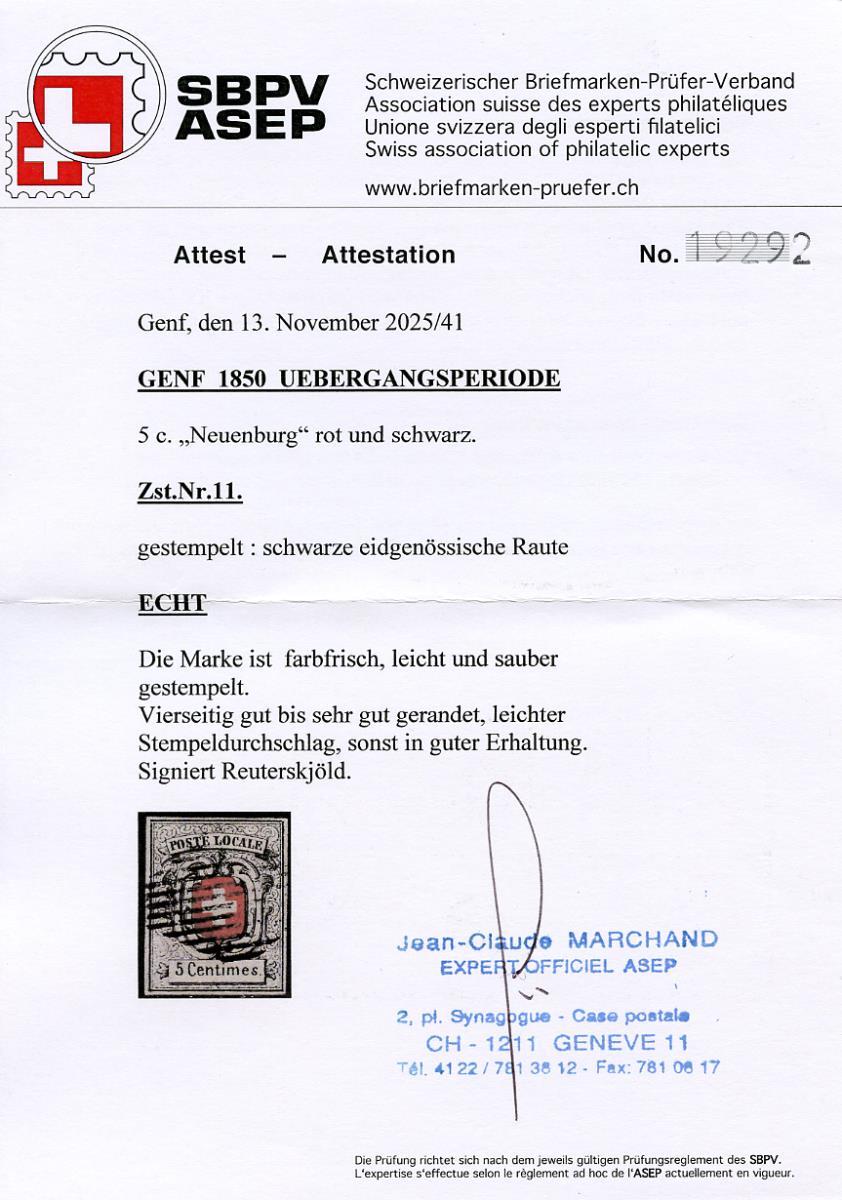 SBPV
ASEP
Schweizerischer Briefmarken-Prüfer-Verband
Association suisse des experts philatéliques
Unione svizzera degli esperti filatelici
Swiss association of philatelic experts
www.briefmarken-pruefer.ch
Attest – Attestation No. 19292
Genf, den 13. November 2025/41
GENF 1850 UEBERGANGSPERIODE
5 c. „Neuenburg“ rot und schwarz.
Zst.Nr.11.
gestempelt : schwarze eidgenössische Raute
ECHT
Die Marke ist farbfrisch, leicht und sauber
gestempelt.
Vierseitig gut bis sehr gut gerandet, leichter
Stempeldurchschlag, sonst in guter Erhaltung.
Signiert Reuterskjöld.
POSTE LOCALE
5 Centimes.
Jean-Claude MARCHAND
EXPERT OFFICIEL ASEP
2, pl. Synagogue - Case postale
CH - 1211 GENEVE 11
Tél. 41 22 / 781 36 12 - Fax: 781 06 17
Die Prüfung richtet sich nach dem jeweils gültigen Prüfungsreglement des SBPV.
L'expertise s'effectue selon le règlement ad hoc de l'ASEP actuellement en vigueur.